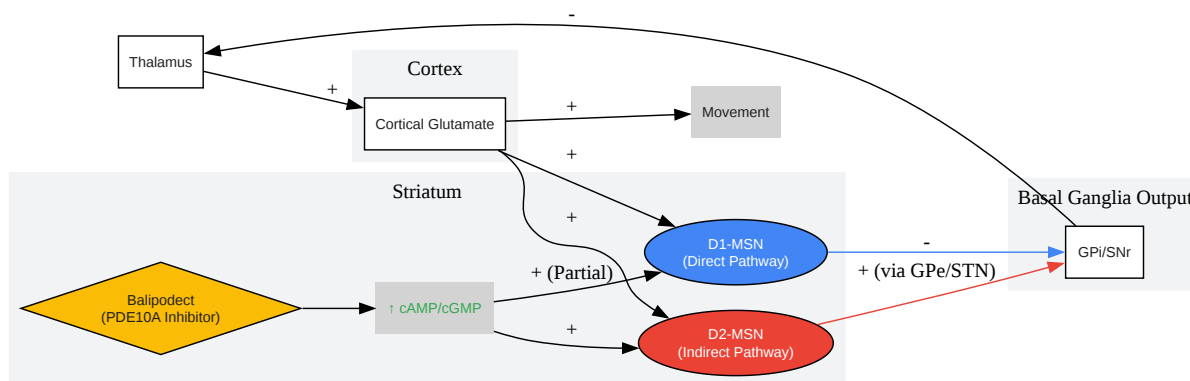 -
Thalamus
Cortex
+
Cortical Glutamate
+
Movement
+
Striatum
+
Basal Ganglia Output
D1-MSN
(Direct Pathway)
-
GPi/SNr
+ (Partial)
+ (via GPe/STN)
Balipodect
(PDE10A Inhibitor)
↑ cAMP/cGMP
+
D2-MSN
(Indirect Pathway)